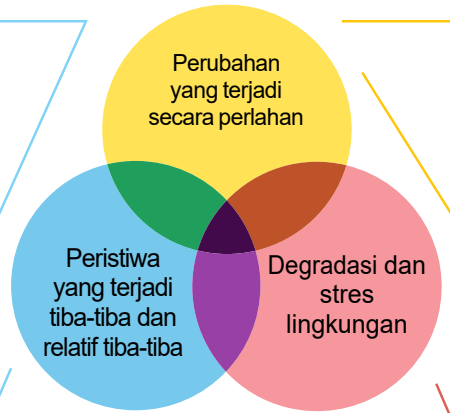 Perubahan
yang terjadi
secara perlahan
Peristiwa
yang terjadi
tiba-tiba dan
relatif tiba-tiba
Degradasi dan
stres
lingkungan